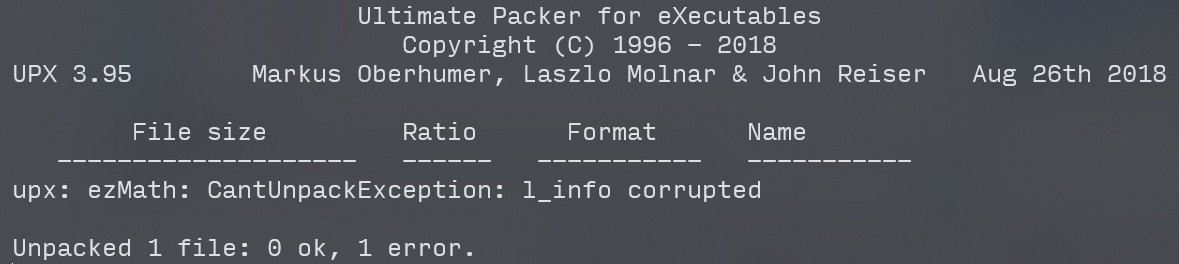 Ultimate Packer for eXecutables
Copyright (C) 1996 - 2018
UPX 3.95 Markus Oberhumer, Laszlo Molnar & John Reiser Aug 26th 2018
File size Ratio Format Name
-------------------- ------ ----------- -----------
upx: ezMath: CantUnpackException: l_info corrupted
Unpacked 1 file: 0 ok, 1 error.